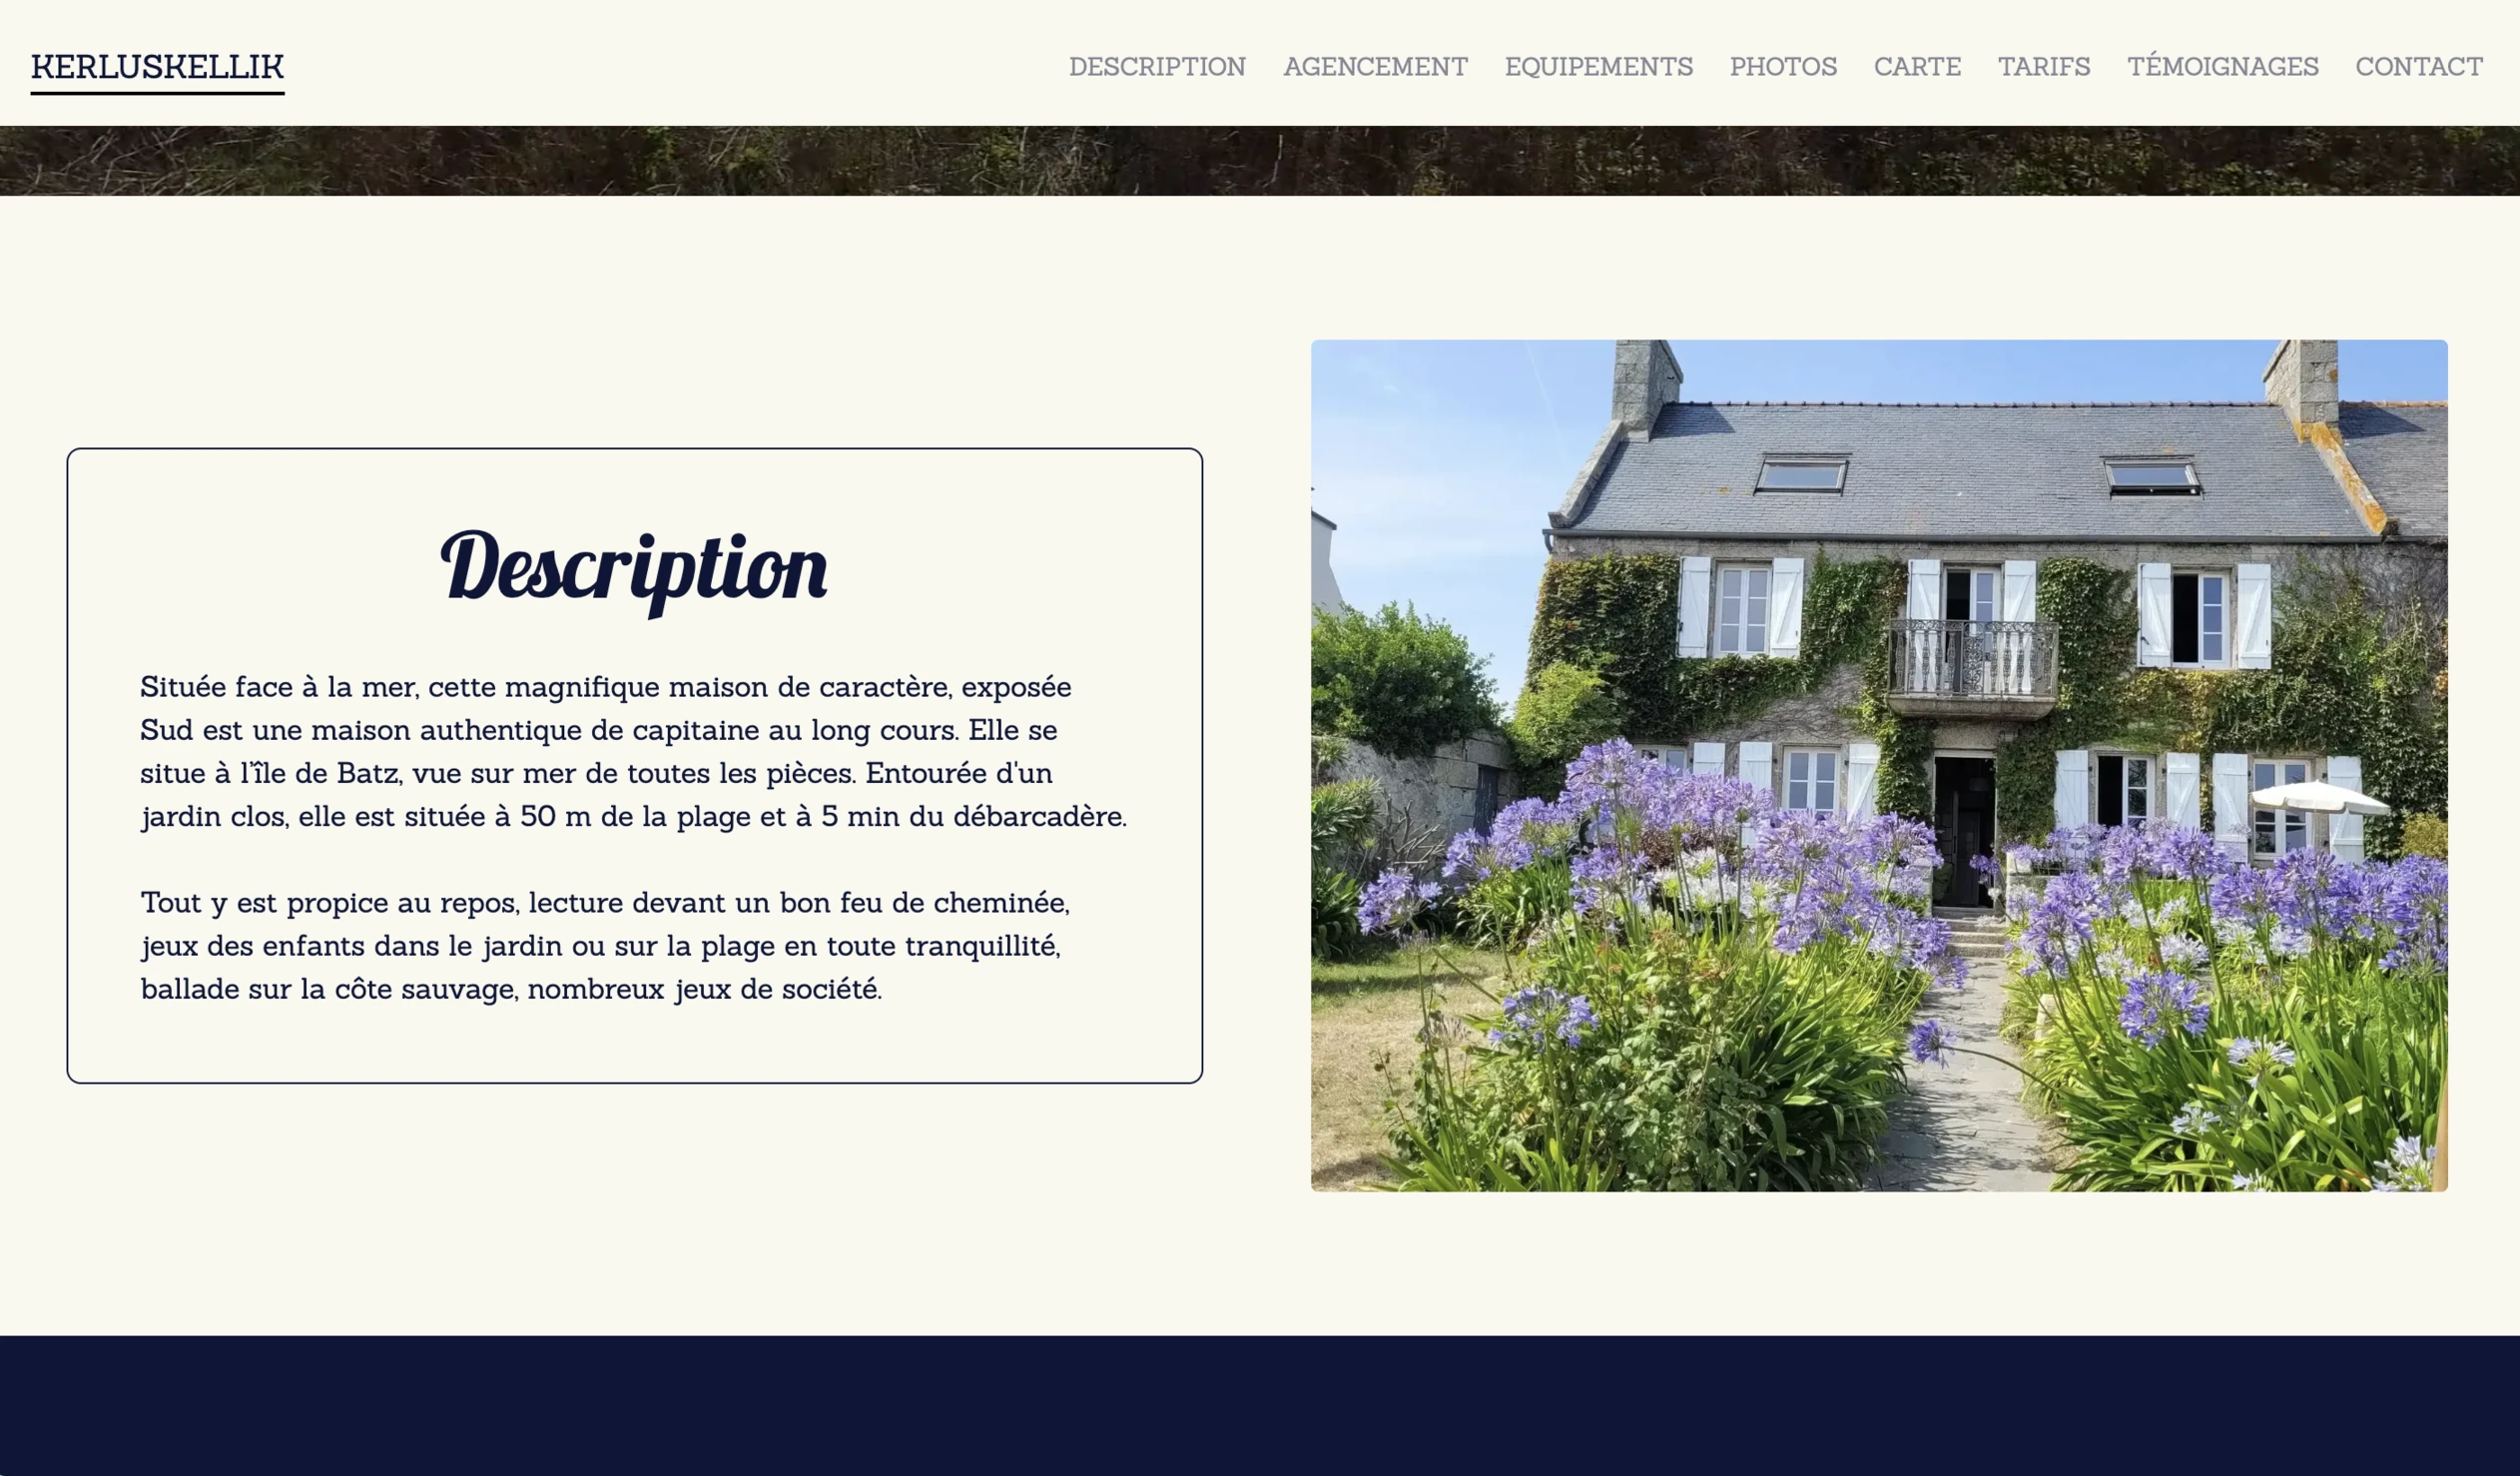 KERLUSKELLIK
DESCRIPTION AGENCEMENT EQUIPEMENTS PHOTOS CARTE TARIFS TÉMOIGNAGES CONTACT
Description
Située face à la mer, cette magnifique maison de caractère, exposée
Sud est une maison authentique de capitaine au long cours. Elle se
situe à l’île de Batz, vue sur mer de toutes les pièces. Entourée d'un
jardin clos, elle est située à 50 m de la plage et à 5 min du débarcadère.
Tout y est propice au repos, lecture devant un bon feu de cheminée,
jeux des enfants dans le jardin ou sur la plage en toute tranquillité,
ballade sur la côte sauvage, nombreux jeux de société.